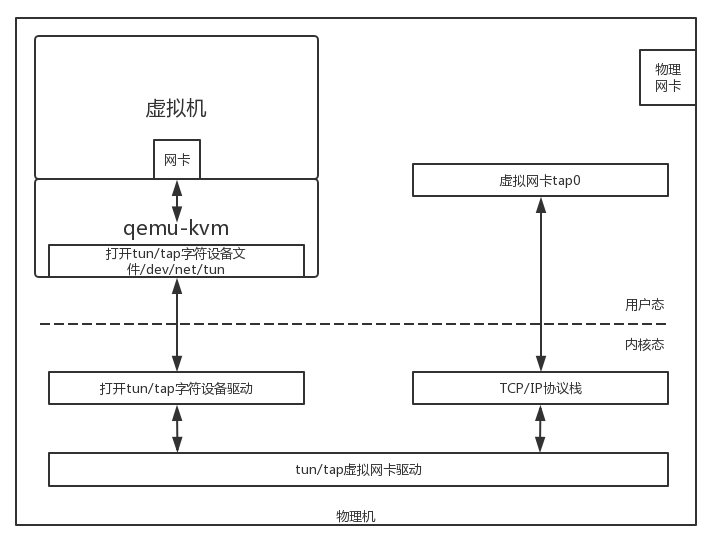 虚拟机
物理
网卡
网卡
虚拟网卡tap0
qemu-kvm
打开tun/tap字符设备文
件/dev/net/tun
用户态
内核态
打开tun/tap字符设备驱动
TCP/IP协议栈
tun/tap虚拟网卡驱动
物理机